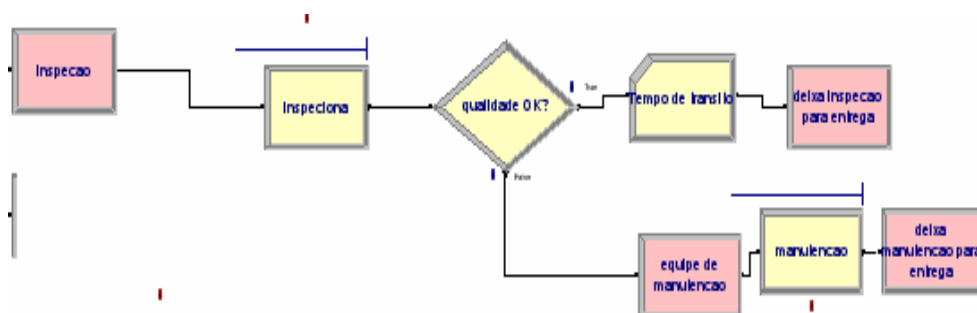 Inspecao
Inspeciona
qualidade OK?
True
False
Tempo de transito
deixa inspecao
para entrega
equipe de
manutencao
manutencao
deixa
manutencao para
entrega